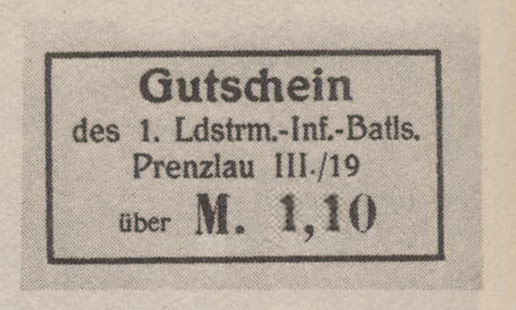 Gutschein
des 1. Ldstrm.-Inf.-Batls.
Prenzlau III./19
über M. 1,10